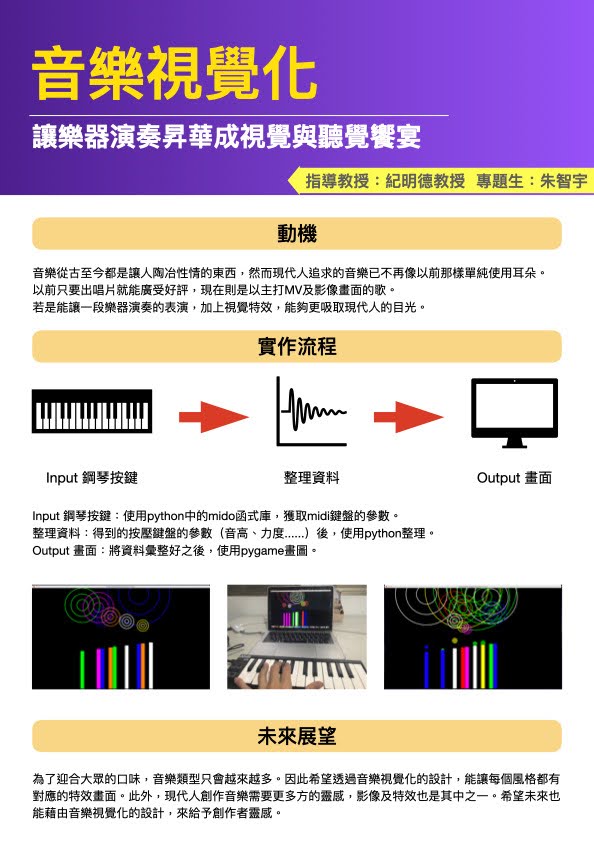 音樂視覺化
讓樂器演奏昇華成視覺與聽覺饗宴
指導教授：紀明德教授 專題生：朱智宇
動機
音樂從古至今都是讓人陶冶性情的東西，然而現代人追求的音樂已不再像以前那樣單純使用耳朵。
以前只要出唱片就能廣受好評，現在則是以主打MV及影像畫面的歌。
若是能讓一段樂器演奏的表演，加上視覺特效，能夠更吸取現代人的目光。
實作流程
Input 鋼琴按鍵
整理資料
Output 畫面
Input 鋼琴按鍵：使用python中的mido函式庫，獲取midi鍵盤的參數。
整理資料：得到的按壓鍵盤的參數（音高、力度......）後，使用python整理。
Output 畫面：將資料彙整好之後，使用pygame畫圖。
未來展望
為了迎合大眾的口味，音樂類型只會越來越多。因此希望透過音樂視覺化的設計，能讓每個風格都有
對應的特效畫面。此外，現代人創作音樂需要更多方的靈感，影像及特效也是其中之一。希望未來也
能藉由音樂視覺化的設計，來給予創作者靈感。